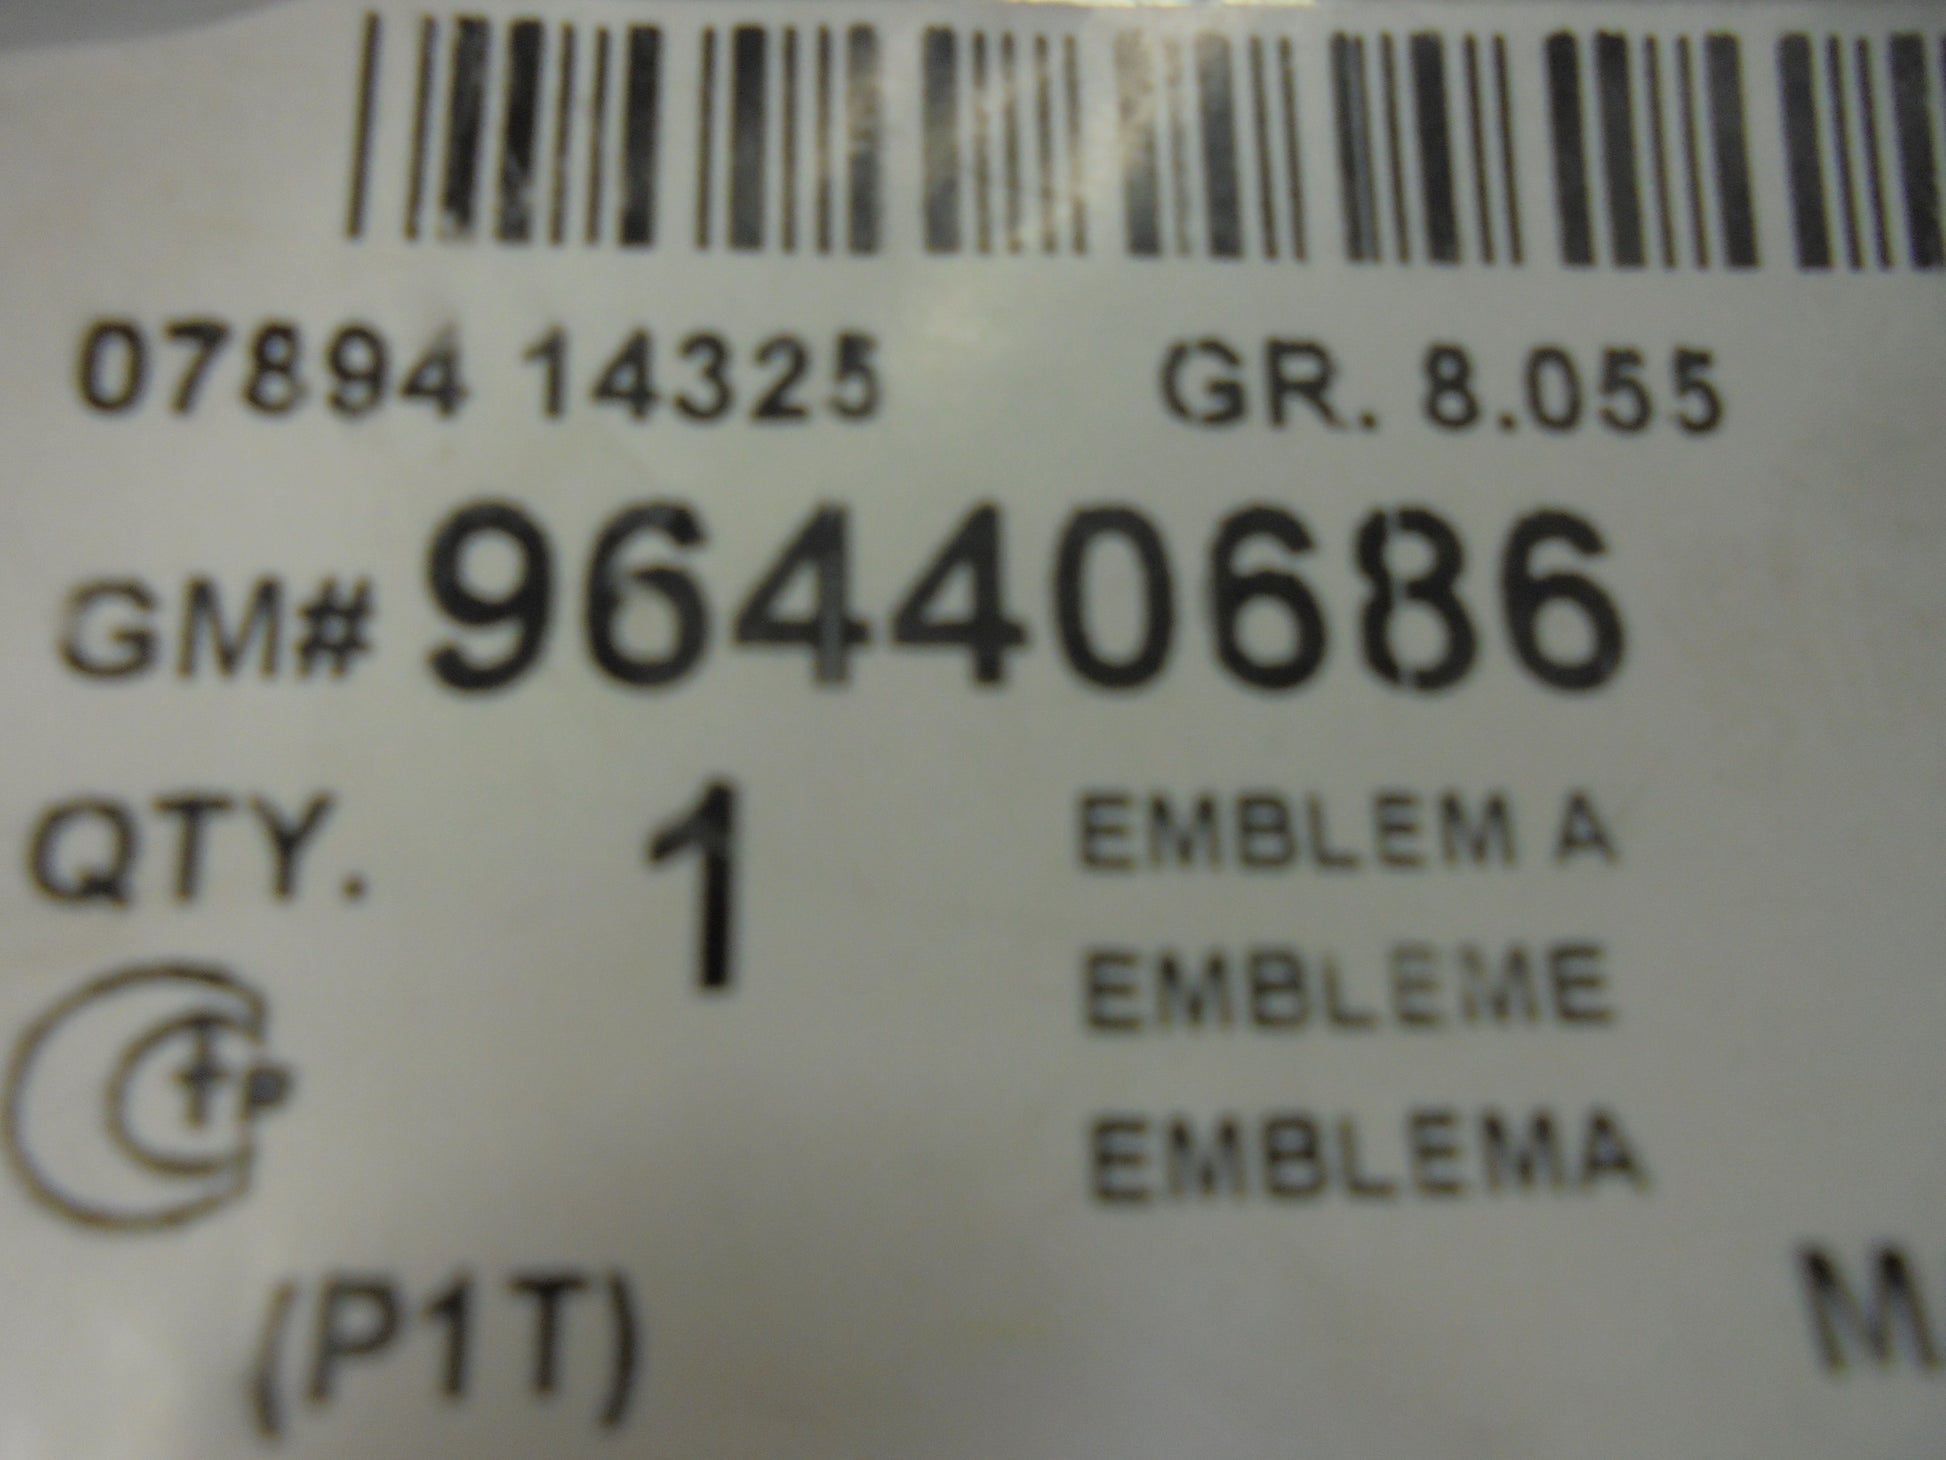 07894 14325 GR. 8.055
GM# 96440686
QTY. 1 EMBLEM A
EMBLEME
EMBLEMA
(P1T) M